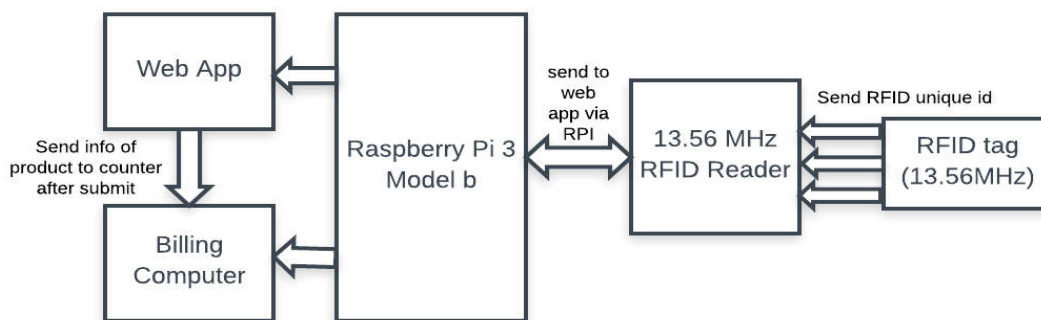 Web App
Send info of
product to counter
after submit
Billing
Computer
Raspberry Pi 3
Model b
send to
web
app via
RPI
13.56 MHz
RFID Reader
Send RFID unique id
RFID tag
(13.56MHz)